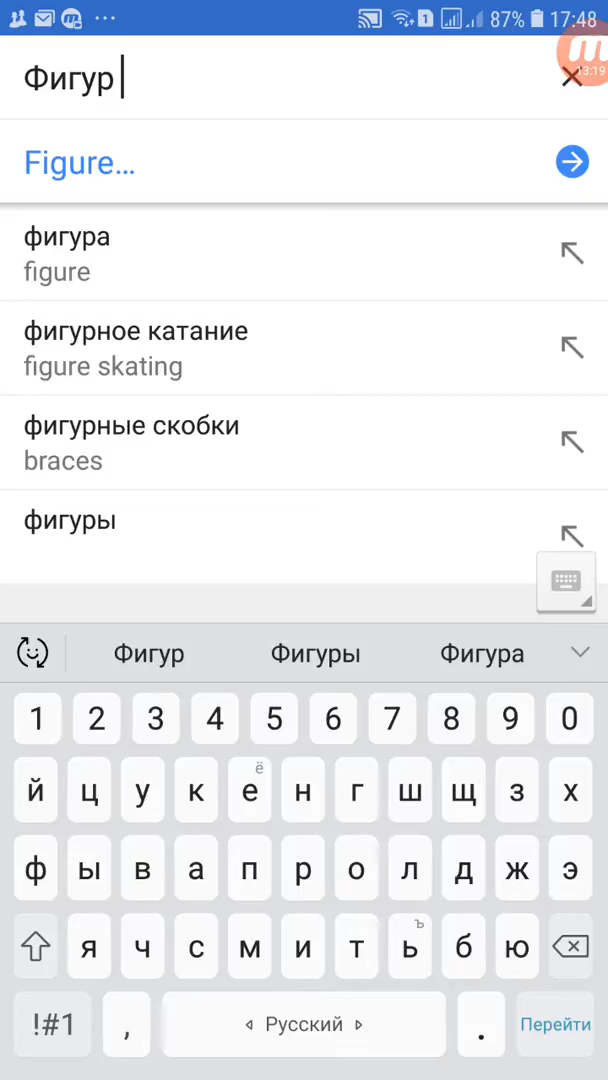 1 87% 17:48
Фигур
13:19
Figure...
фигура
figure
фигурное катание
figure skating
фигурные скобки
braces
фигуры
Фигур Фигуры Фигура
1 2 3 4 5 6 7 8 9 0
ё
й ц у к е н г ш щ з х
ф ы в а п р о л д ж э
ъ
я ч с м и т ь б ю
!#1 , Русский . Перейти